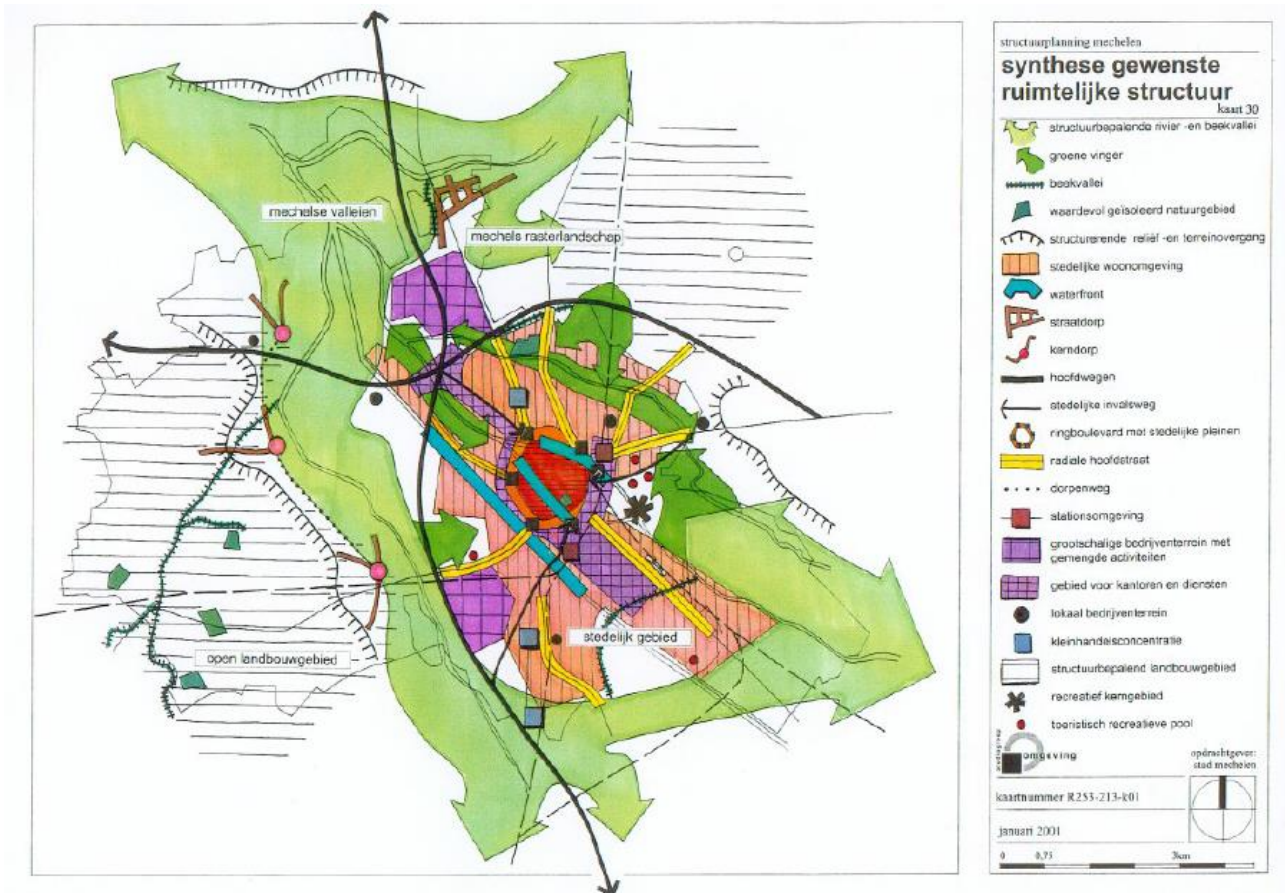 structuurplanning mechelen
synthese gewenste
ruimtelijke structuur
kaart 30
structuurbepalende rivier -en beekvallei
groene vinger
beekvallei
waardevol geïsoleerd natuurgebied
structurerende reliëf -en terreinovergang
stedelijke woonomgeving
waterfront
straatdorp
kerndorp
hoofdwegen
stedelijke invalsweg
ringboulevard met stedelijke pleinen
radiale hoofdstraat
dorpenweg
stationsomgeving
grootschalige bedrijventerrein met
gemengde activiteiten
gebied voor kantoren en diensten
lokaal bedrijventerrein
kleinhandelsconcentratie
structuurbepalend landbouwgebied
recreatief kerngebied
toeristisch recreatieve pool
mechelse valleien
mechels rasterlandschap
stedelijk gebied
open landbouwgebied
studiegroep
omgeving
opdrachtgever:
stad mechelen
kaartnummer R253-213-k01
januari 2001
0 0,75 3km